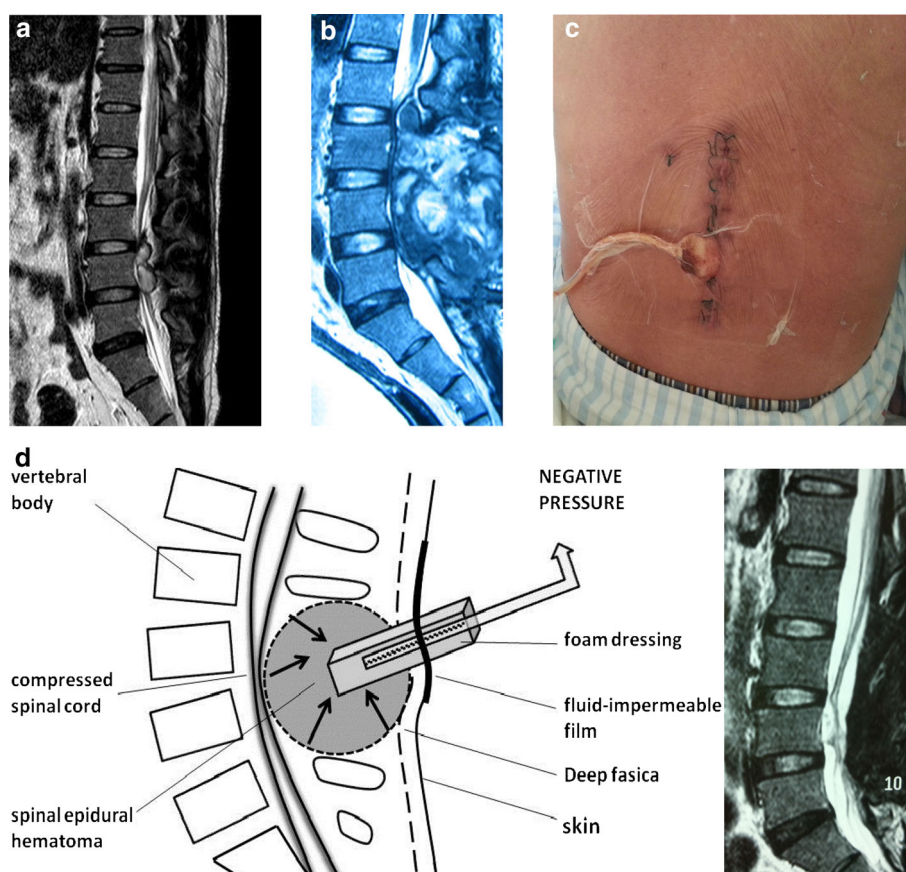 a
b
c
d
vertebral
body
NEGATIVE
PRESSURE
foam dressing
compressed
spinal cord
fluid-impermeable
film
Deep fasica
spinal epidural
hematoma
skin
10